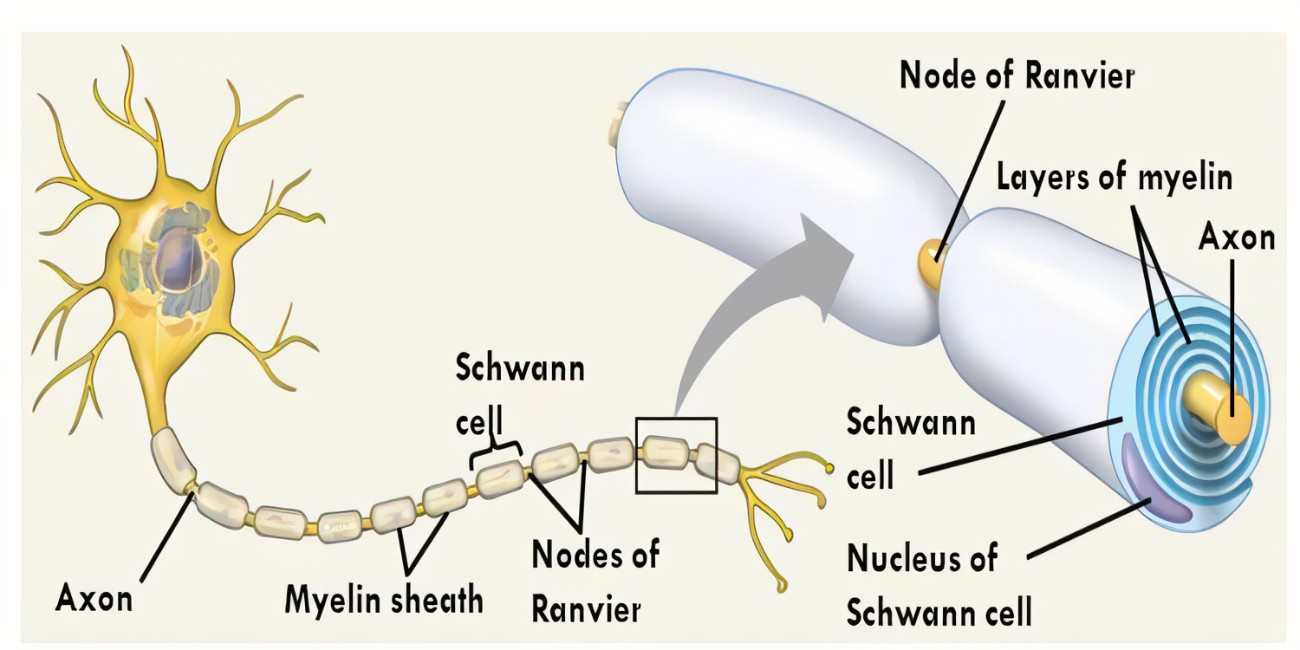 Node of Ranvier
Layers of myelin
Axon
Schwann
cell
Schwann
cell
Nucleus of
Schwann cell
Nodes of
Ranvier
Myelin sheath
Axon